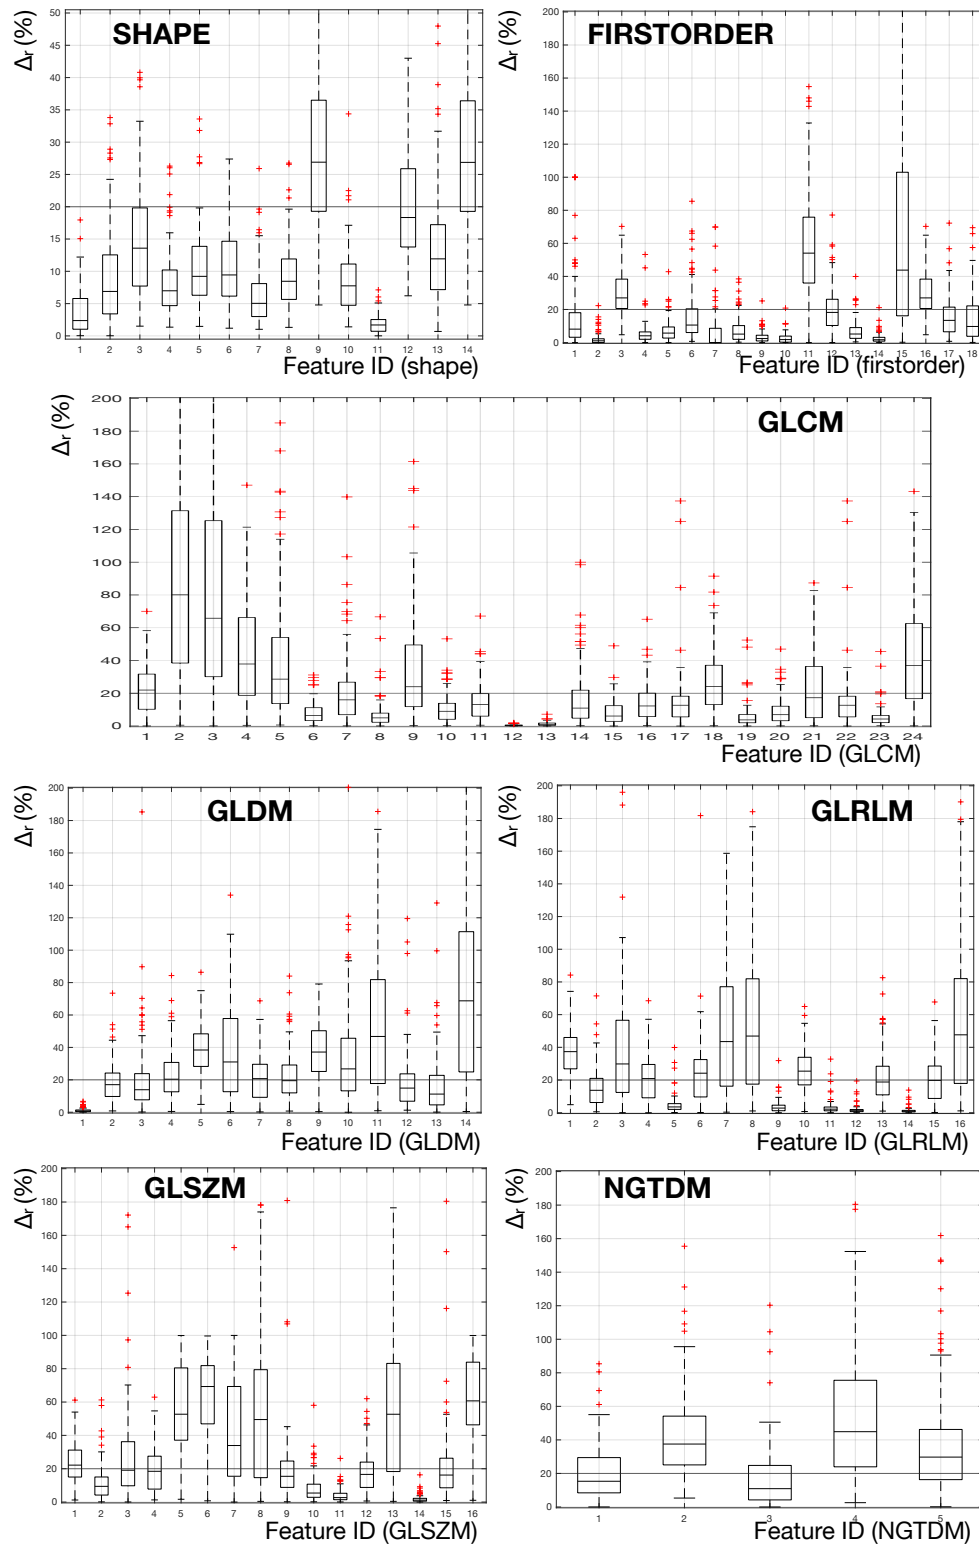 SHAPE
Δr (%)
50
45
40
35
30
25
20
15
10
5
0
1 2 3 4 5 6 7 8 9 10 11 12 13 14
Feature ID (shape)
FIRSTORDER
Δr (%)
200
180
160
140
120
100
80
60
40
20
0
1 2 3 4 5 6 7 8 9 10 11 12 13 14 15 16 17 18
Feature ID (firstorder)
GLCM
Δr (%)
200
180
160
140
120
100
80
60
40
20
0
1 2 3 4 5 6 7 8 9 10 11 12 13 14 15 16 17 18 19 20 21 22 23 24
Feature ID (GLCM)
GLDM
Δr (%)
200
180
160
140
120
100
80
60
40
20
0
1 2 3 4 5 6 7 8 9 10 11 12 13 14
Feature ID (GLDM)
GLRLM
Δr (%)
200
180
160
140
120
100
80
60
40
20
0
1 2 3 4 5 6 7 8 9 10 11 12 13 14 15 16
Feature ID (GLRLM)
GLSZM
Δr (%)
200
180
160
140
120
100
80
60
40
20
0
1 2 3 4 5 6 7 8 9 10 11 12 13 14 15 16
Feature ID (GLSZM)
NGTDM
Δr (%)
200
180
160
140
120
100
80
60
40
20
0
1 2 3 4 5
Feature ID (NGTDM)